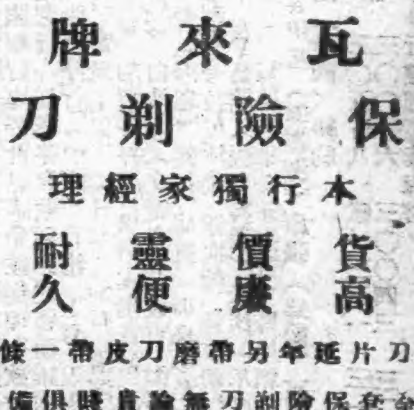 瓦來牌
保險剃刀
本行獨家經理
貨高 價廉 靈便 耐久
刀片延年另帶磨刀皮帶一條
全套保險剃刀無論貴賤俱備